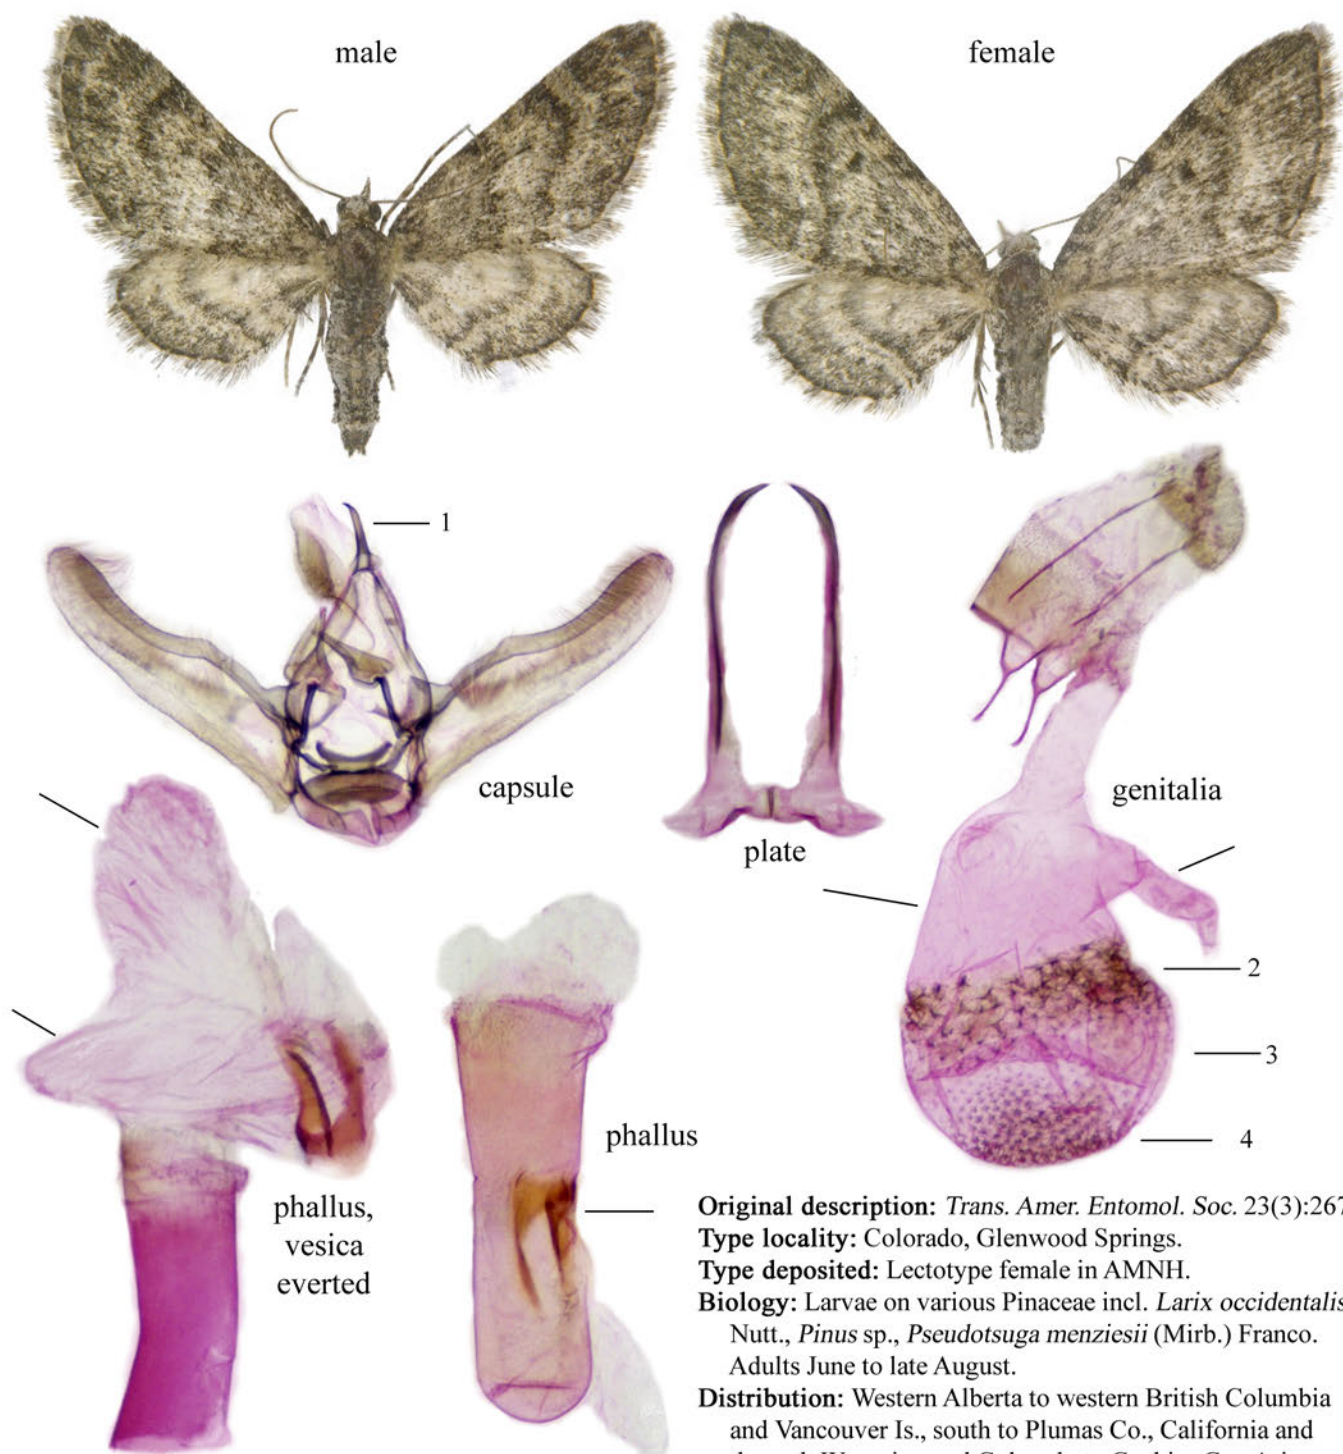 male
female
1
capsule
plate
genitalia
2
3
4
phallus
phallus,
vesica
everted
Original description: Trans. Amer. Entomol. Soc. 23(3):267
Type locality: Colorado, Glenwood Springs.
Type deposited: Lectotype female in AMNH.
Biology: Larvae on various Pinaceae incl. Larix occidentalis
Nutt., Pinus sp., Pseudotsuga menziesii (Mirb.) Franco.
Adults June to late August.
Distribution: Western Alberta to western British Columbia
and Vancouver Is., south to Plumas Co., California and